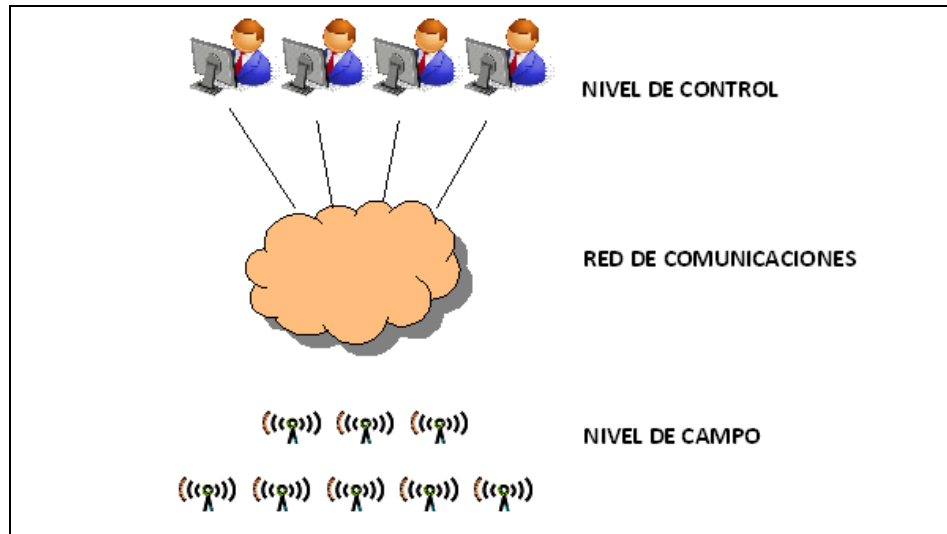 NIVEL DE CONTROL
RED DE COMUNICACIONES
NIVEL DE CAMPO